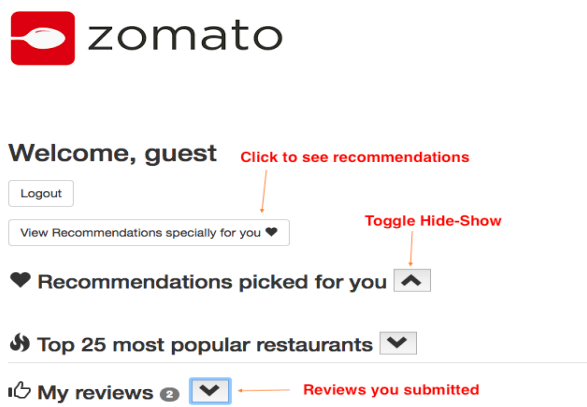 zomato
Welcome, guest
Click to see recommendations
Logout
Toggle Hide-Show
View Recommendations specially for you
Recommendations picked for you
Top 25 most popular restaurants
My reviews 2
Reviews you submitted